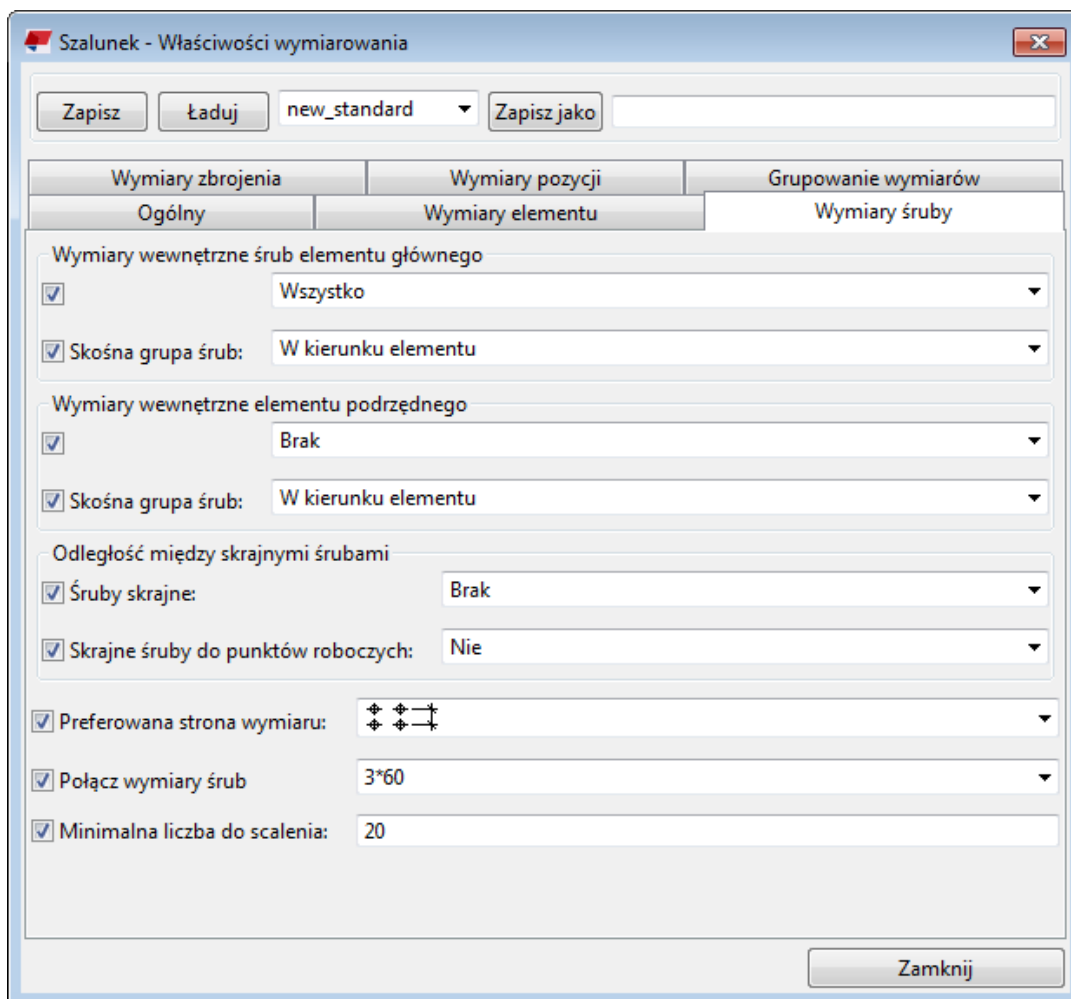 Szalunek - Właściwości wymiarowania
Zapisz Ładuj new_standard Zapisz jako
Wymiary zbrojenia Wymiary pozycji Grupowanie wymiarów
Ogólny Wymiary elementu Wymiary śruby
Wymiary wewnętrzne śrub elementu głównego
Wszystko
Skośna grupa śrub: W kierunku elementu
Wymiary wewnętrzne elementu podrzędnego
Brak
Skośna grupa śrub: W kierunku elementu
Odległość między skrajnymi śrubami
Śruby skrajne: Brak
Skrajne śruby do punktów roboczych: Nie
Preferowana strona wymiaru:
Połącz wymiary śrub 3*60
Minimalna liczba do scalenia: 20
Zamknij